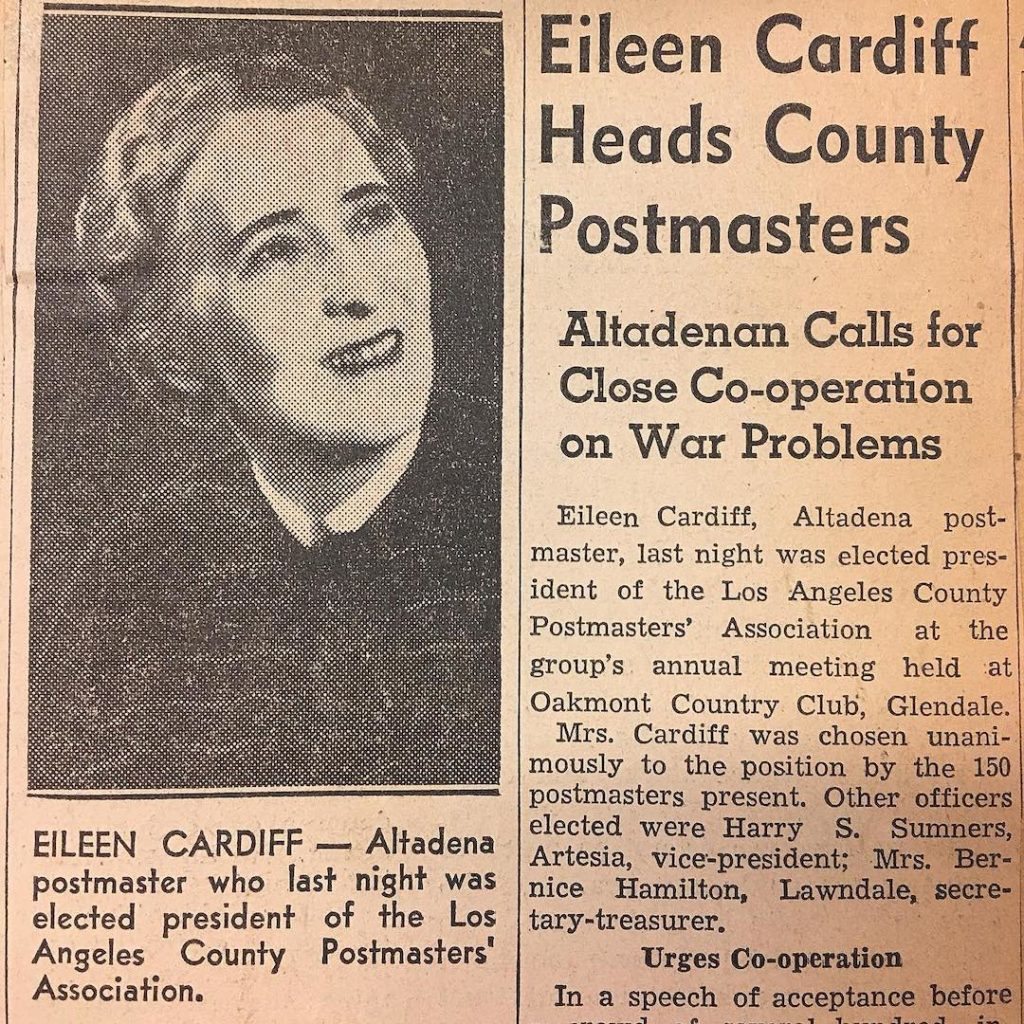 EILEEN CARDIFF — Altadena
postmaster who last night was
elected president of the Los
Angeles County Postmasters'
Association.
Eileen Cardiff
Heads County
Postmasters
Altadenan Calls for
Close Co-operation
on War Problems
Eileen Cardiff, Altadena post-
master, last night was elected pres-
ident of the Los Angeles County
Postmasters' Association at the
group's annual meeting held at
Oakmont Country Club, Glendale.
Mrs. Cardiff was chosen unani-
mously to the position by the 150
postmasters present. Other officers
elected were Harry S. Sumners,
Artesia, vice-president; Mrs. Ber-
nice Hamilton, Lawndale, secre-
tary-treasurer.
Urges Co-operation
In a speech of acceptance before
crowd of several hundred in-